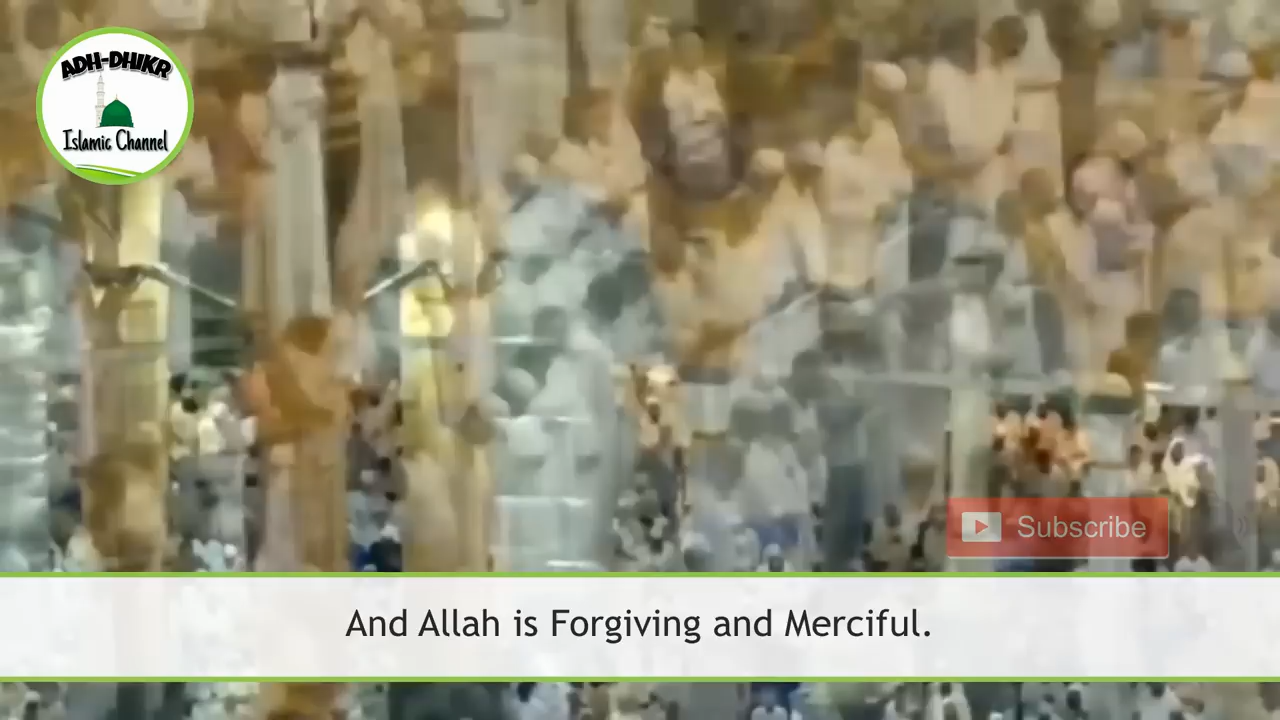 ADH-DHIKR
Islamic Channel
Subscribe
And Allah is Forgiving and Merciful.